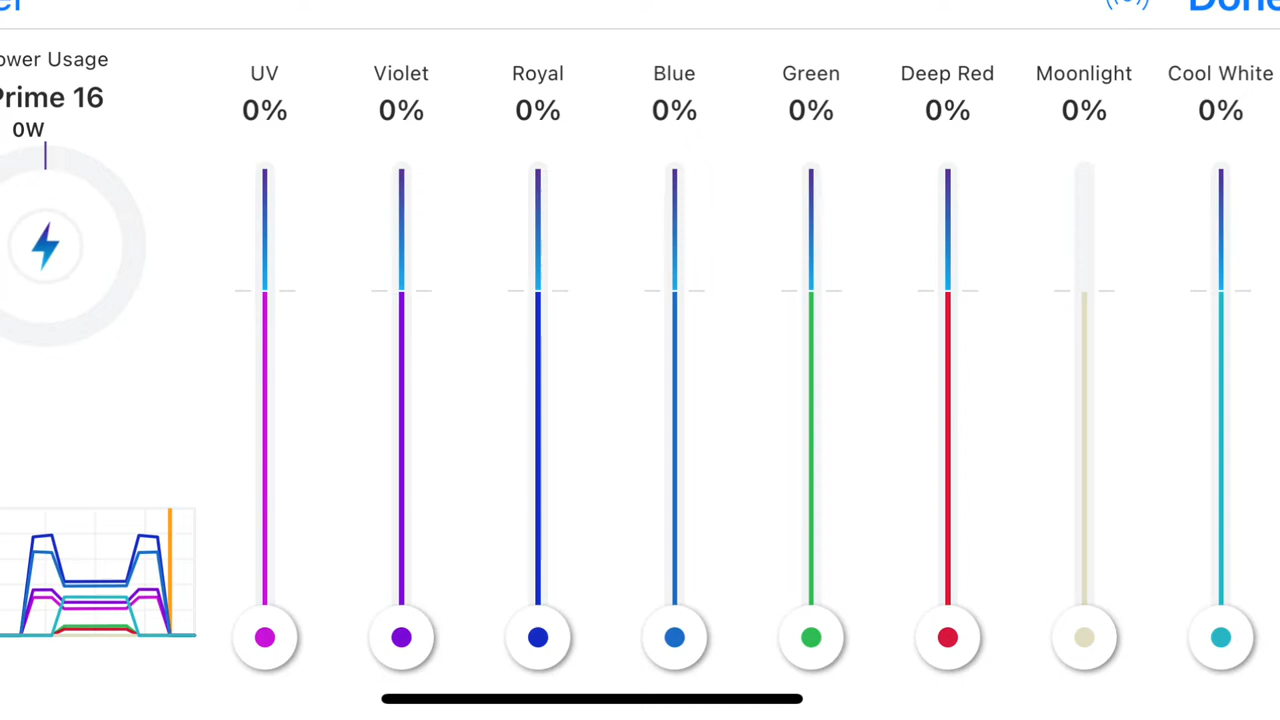 Done
Power Usage
Prime 16
0W
UV
0%
Violet
0%
Royal
0%
Blue
0%
Green
0%
Deep Red
0%
Moonlight
0%
Cool White
0%